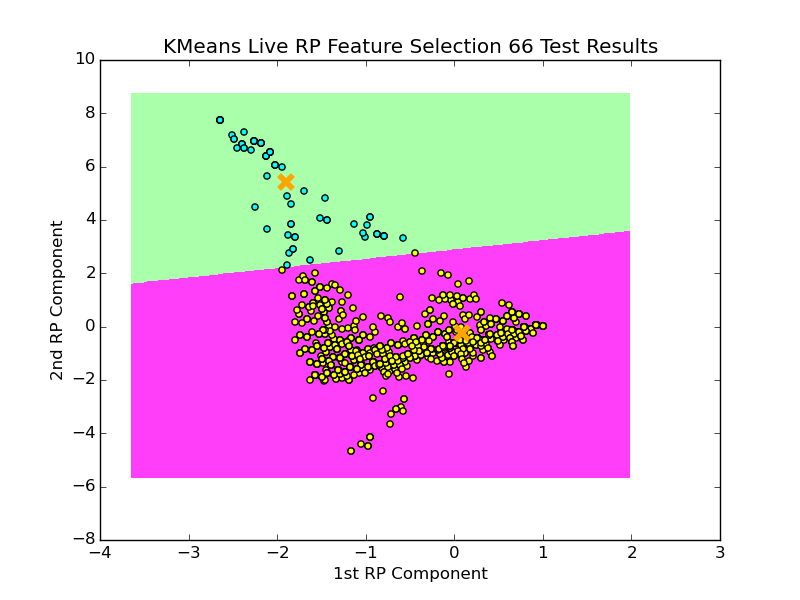 KMeans Live RP Feature Selection 66 Test Results
10
8
6
4
2
0
−2
−4
−6
−8
2nd RP Component
−4 −3 −2 −1 0 1 2 3
1st RP Component